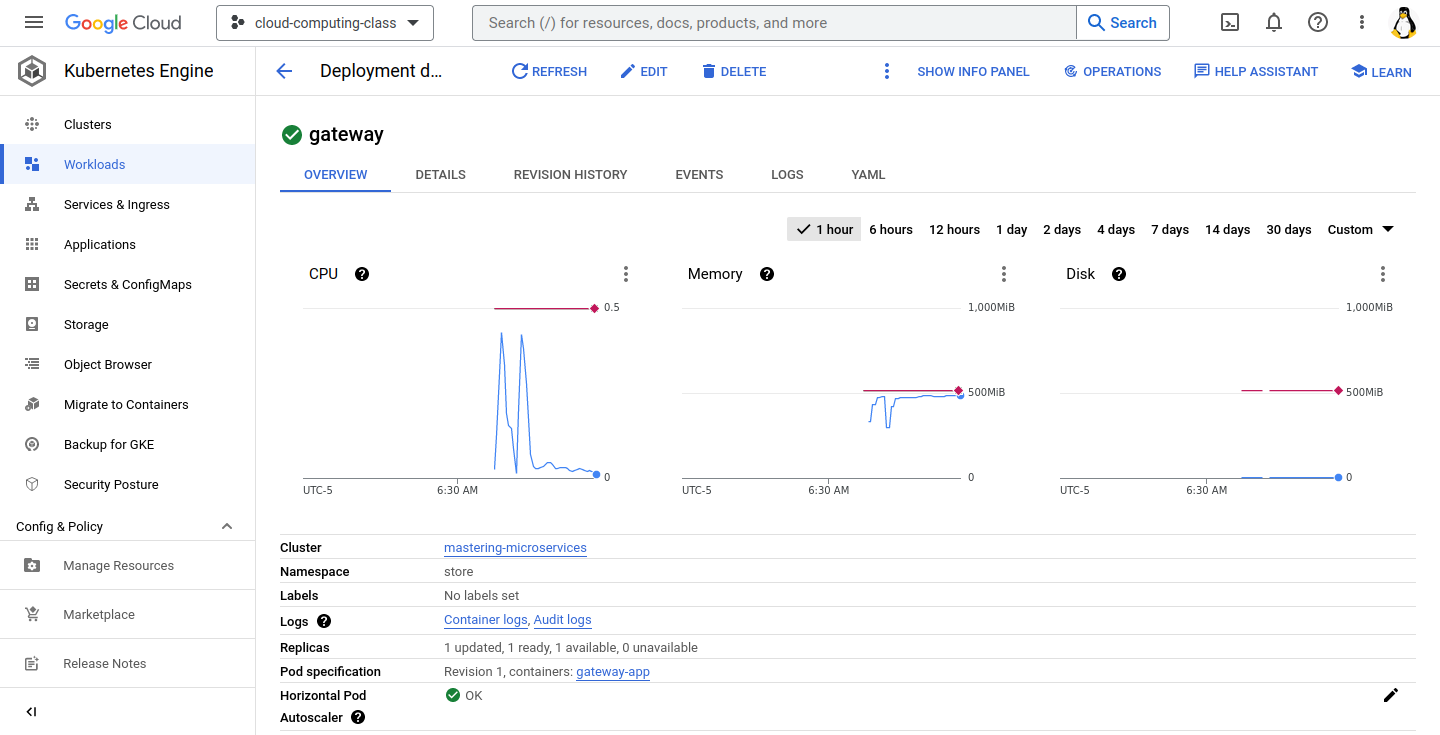 Google Cloud
cloud-computing-class
Search (/) for resources, docs, products, and more
Search
Kubernetes Engine
Deployment d...
REFRESH
EDIT
DELETE
SHOW INFO PANEL
OPERATIONS
HELP ASSISTANT
LEARN
Clusters
Workloads
Services & Ingress
Applications
Secrets & ConfigMaps
Storage
Object Browser
Migrate to Containers
Backup for GKE
Security Posture
Config & Policy
Manage Resources
Marketplace
Release Notes
gateway
OVERVIEW
DETAILS
REVISION HISTORY
EVENTS
LOGS
YAML
1 hour
6 hours
12 hours
1 day
2 days
4 days
7 days
14 days
30 days
Custom
CPU
0.5
0
UTC-5
6:30 AM
Memory
1,000MiB
500MiB
0
UTC-5
6:30 AM
Disk
1,000MiB
500MiB
0
UTC-5
6:30 AM
Cluster mastering-microservices
Namespace store
Labels No labels set
Logs Container logs, Audit logs
Replicas 1 updated, 1 ready, 1 available, 0 unavailable
Pod specification Revision 1, containers: gateway-app
Horizontal Pod OK
Autoscaler